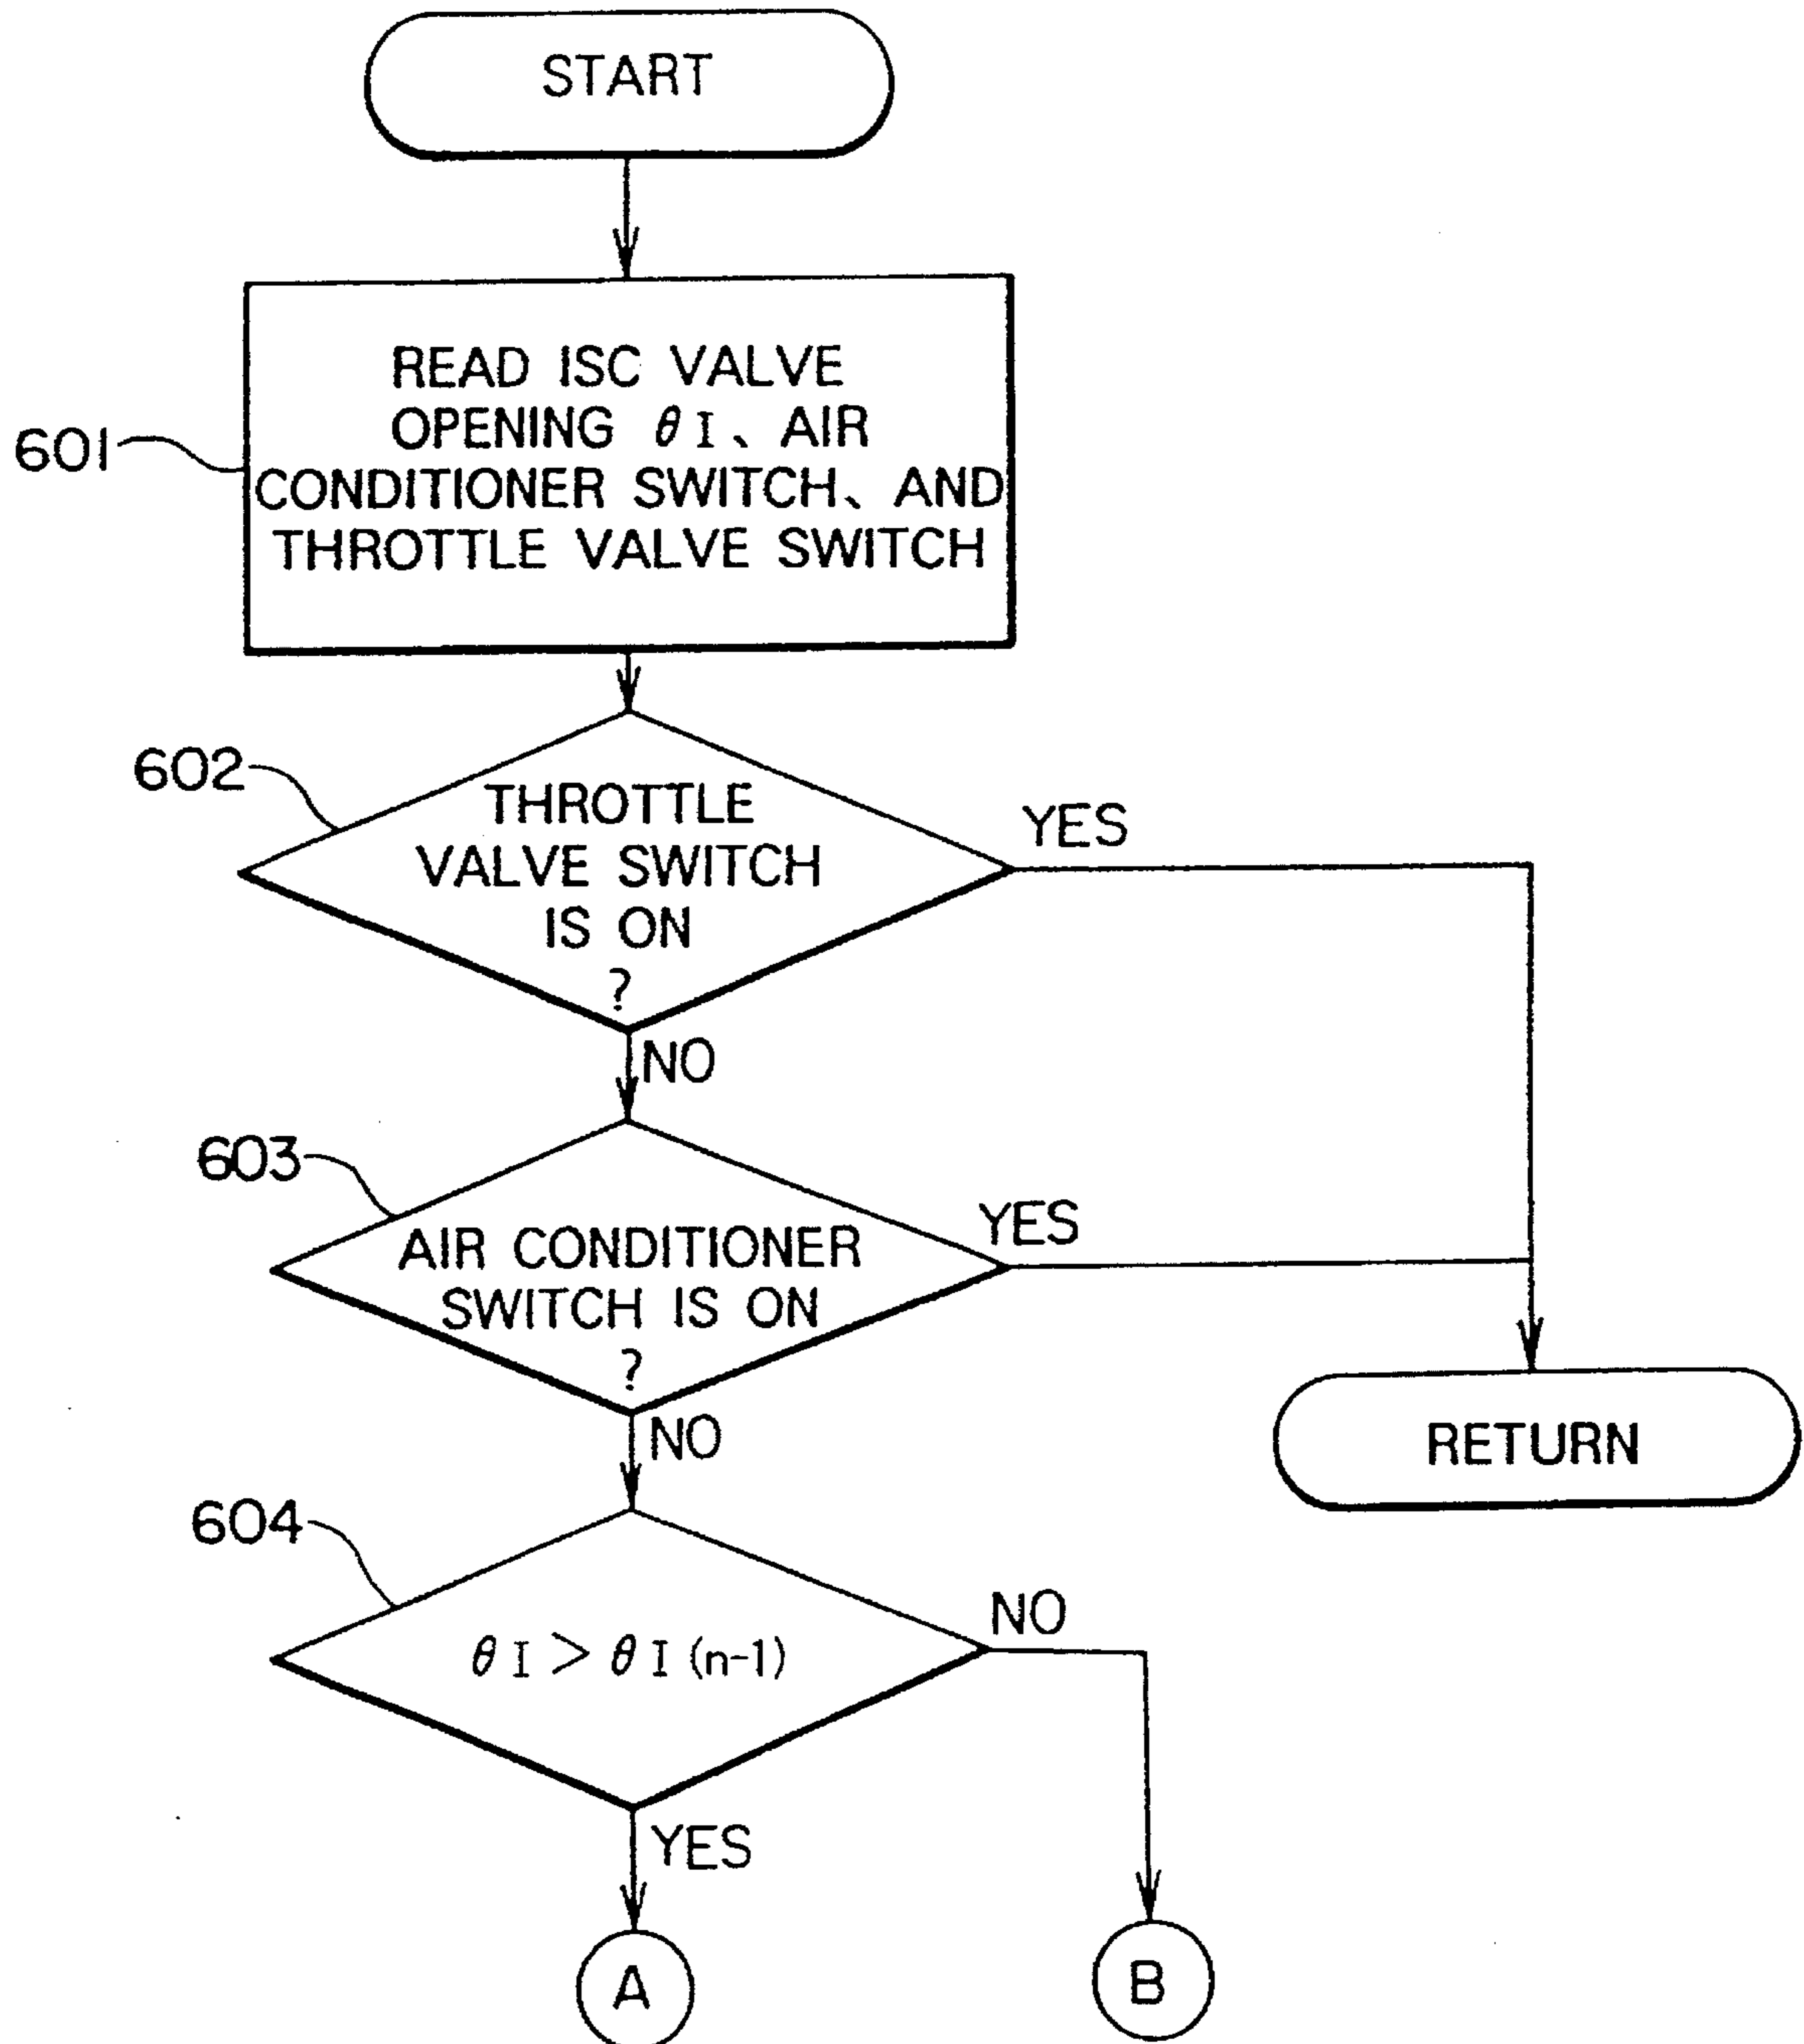 START
601
READ ISC VALVE
OPENING θI、AIR
CONDITIONER SWITCH、AND
THROTTLE VALVE SWITCH
602
THROTTLE
VALVE SWITCH
IS ON
?
YES
NO
603
AIR CONDITIONER
SWITCH IS ON
?
YES
NO
RETURN
604
θI > θI (n-1)
NO
YES
A
B